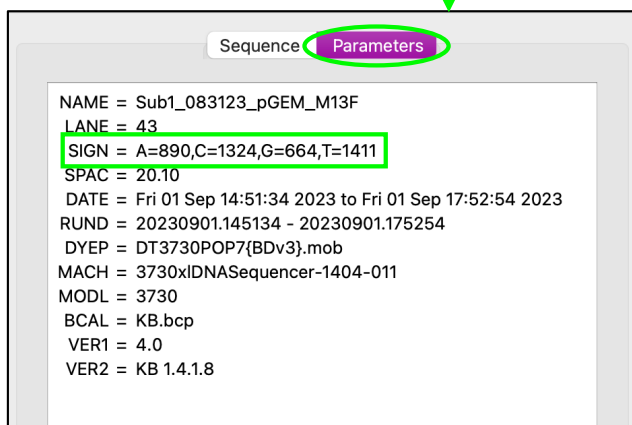 Sequence Parameters
NAME = Sub1_083123_pGEM_M13F
LANE = 43
SIGN = A=890,C=1324,G=664,T=1411
SPAC = 20.10
DATE = Fri 01 Sep 14:51:34 2023 to Fri 01 Sep 17:52:54 2023
RUND = 20230901.145134 - 20230901.175254
DYEP = DT3730POP7{BDv3}.mob
MACH = 3730xlDNASequencer-1404-011
MODL = 3730
BCAL = KB.bcp
VER1 = 4.0
VER2 = KB 1.4.1.8